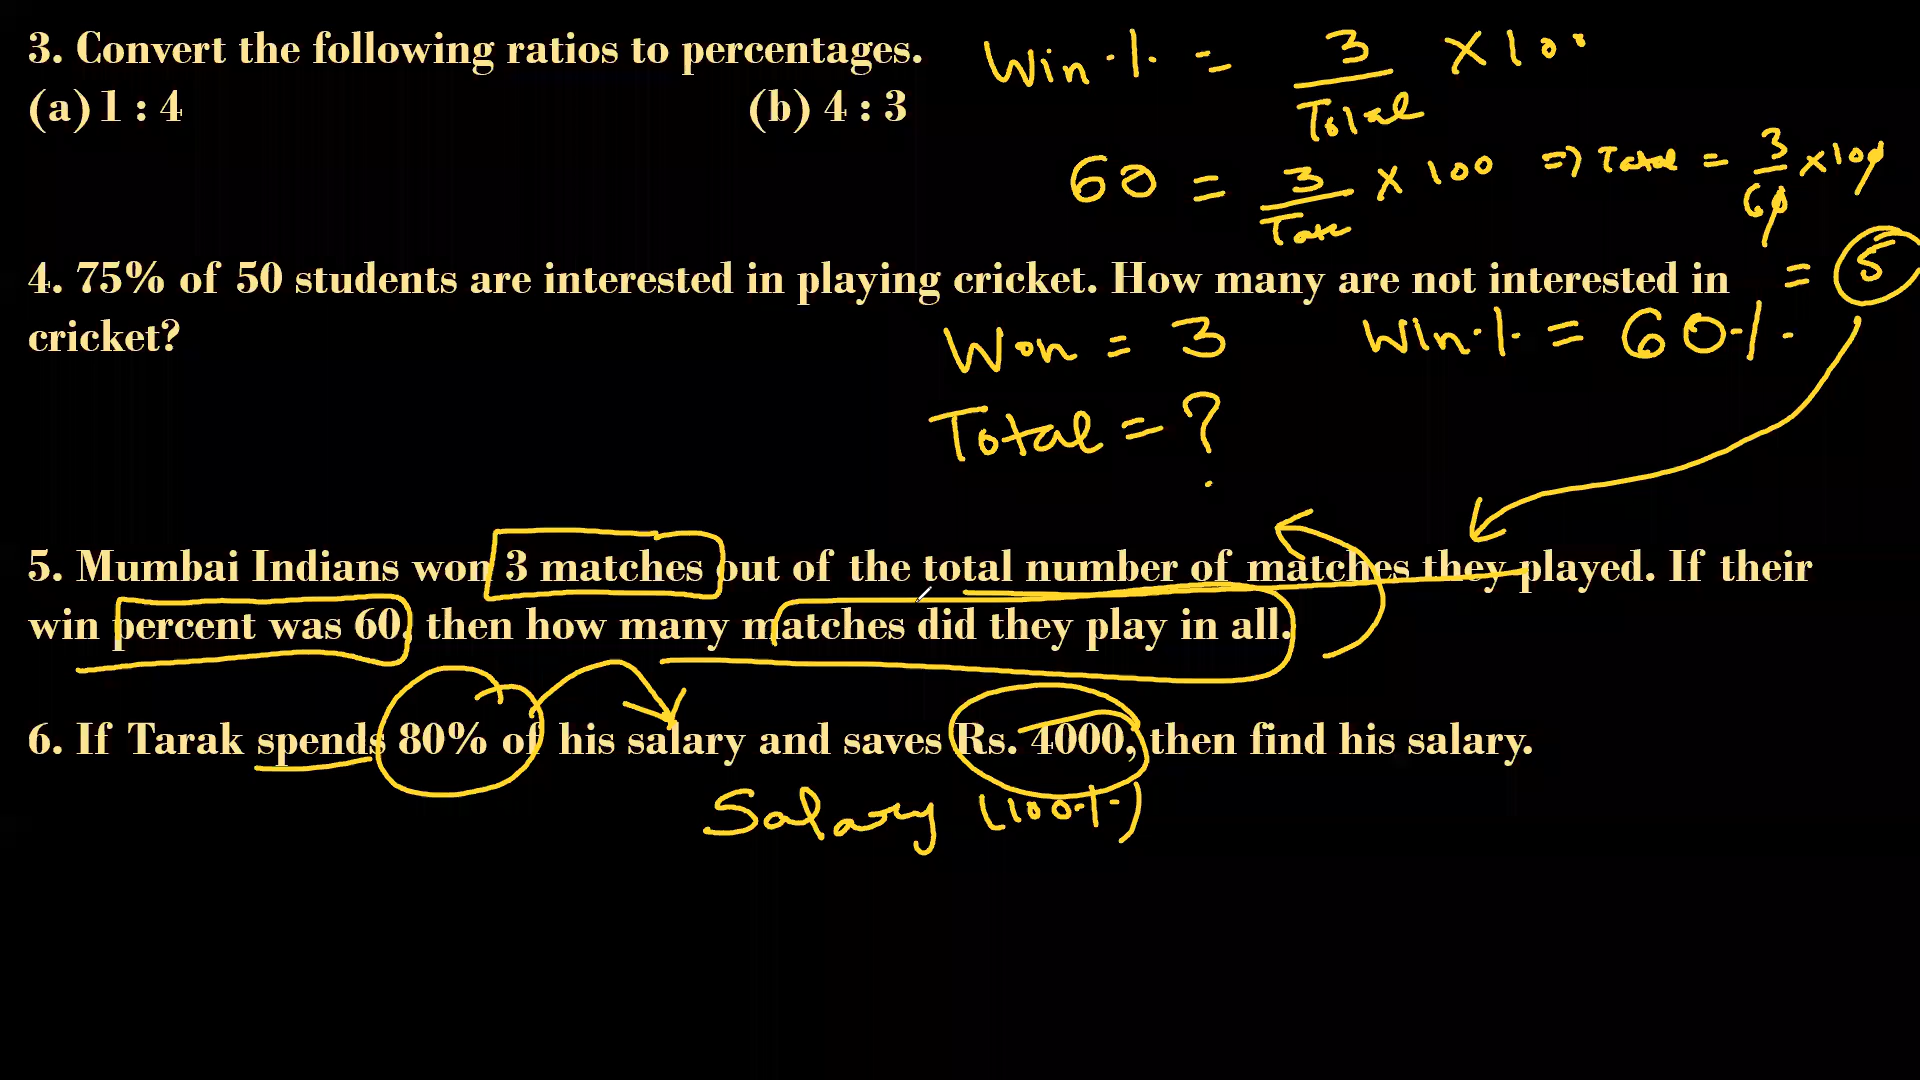 3. Convert the following ratios to percentages.
(a) 1 : 4 (b) 4 : 3
Win % = 3/Total × 100
60 = 3/Tot × 100 => Total = 3/60 × 100
= 5
4. 75% of 50 students are interested in playing cricket. How many are not interested in
cricket?
Won = 3 Win % = 60 %
Total = ?
5. Mumbai Indians won 3 matches out of the total number of matches they played. If their
win percent was 60, then how many matches did they play in all.
6. If Tarak spends 80% of his salary and saves Rs. 4000, then find his salary.
Salary (100%)